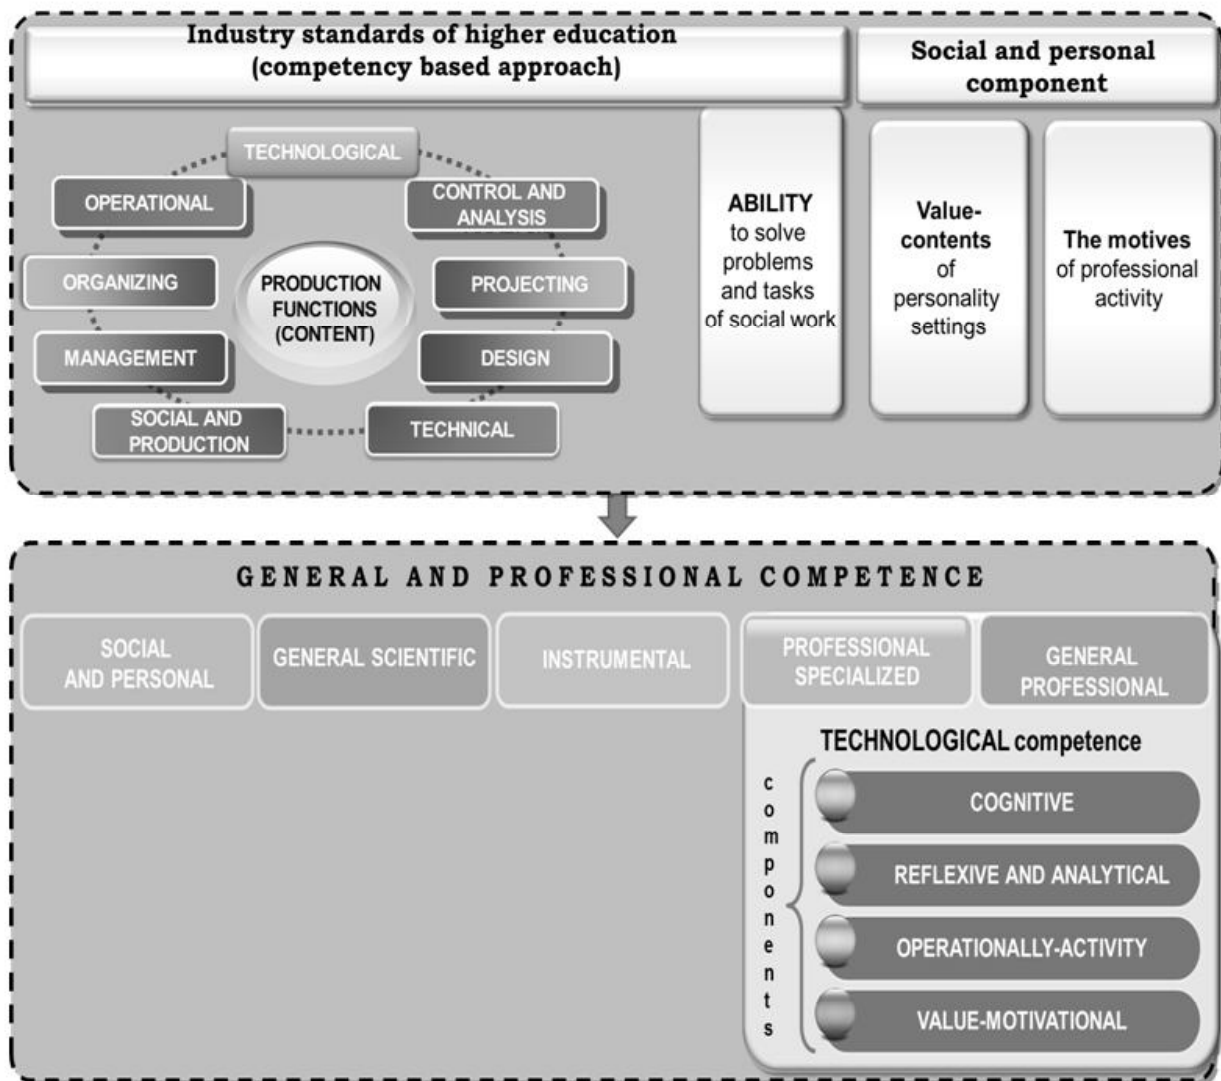 Industry standards of higher education
(competency based approach)
Social and personal
component
TECHNOLOGICAL
OPERATIONAL
CONTROL AND
ANALYSIS
ORGANIZING
PRODUCTION
FUNCTIONS
(CONTENT)
PROJECTING
MANAGEMENT
DESIGN
SOCIAL AND
PRODUCTION
TECHNICAL
ABILITY
to solve
problems
and tasks
of social work
Value-
contents
of
personality
settings
The motives
of professional
activity
GENERAL AND PROFESSIONAL COMPETENCE
SOCIAL
AND PERSONAL
GENERAL SCIENTIFIC
INSTRUMENTAL
PROFESSIONAL
SPECIALIZED
GENERAL
PROFESSIONAL
TECHNOLOGICAL competence
components
COGNITIVE
REFLEXIVE AND ANALYTICAL
OPERATIONALLY-ACTIVITY
VALUE-MOTIVATIONAL